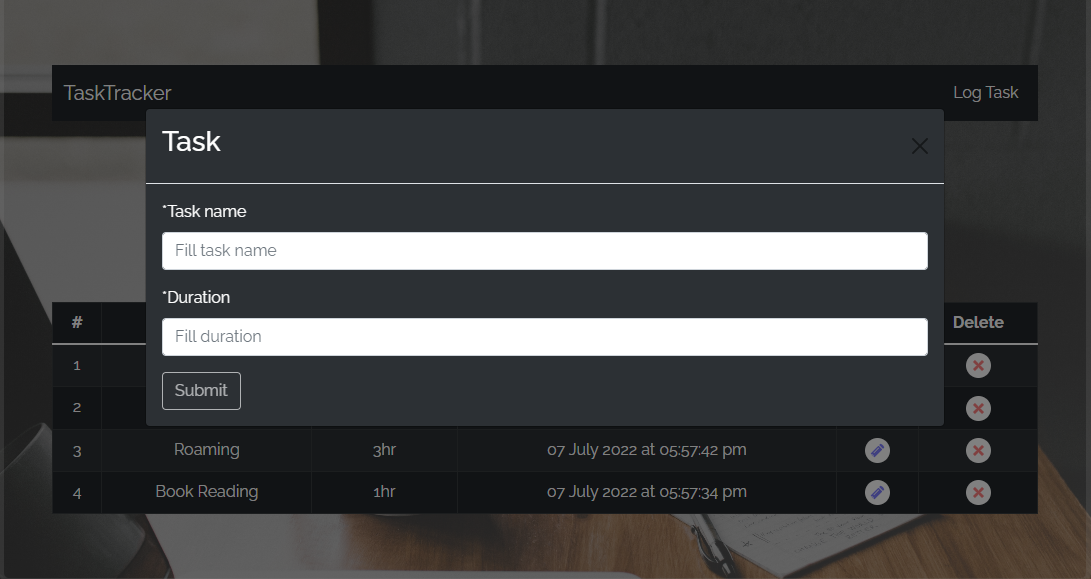 TaskTracker
Log Task
Task
*Task name
Fill task name
*Duration
Fill duration
Submit
# Delete
1
2
3 Roaming 3hr 07 July 2022 at 05:57:42 pm
4 Book Reading 1hr 07 July 2022 at 05:57:34 pm